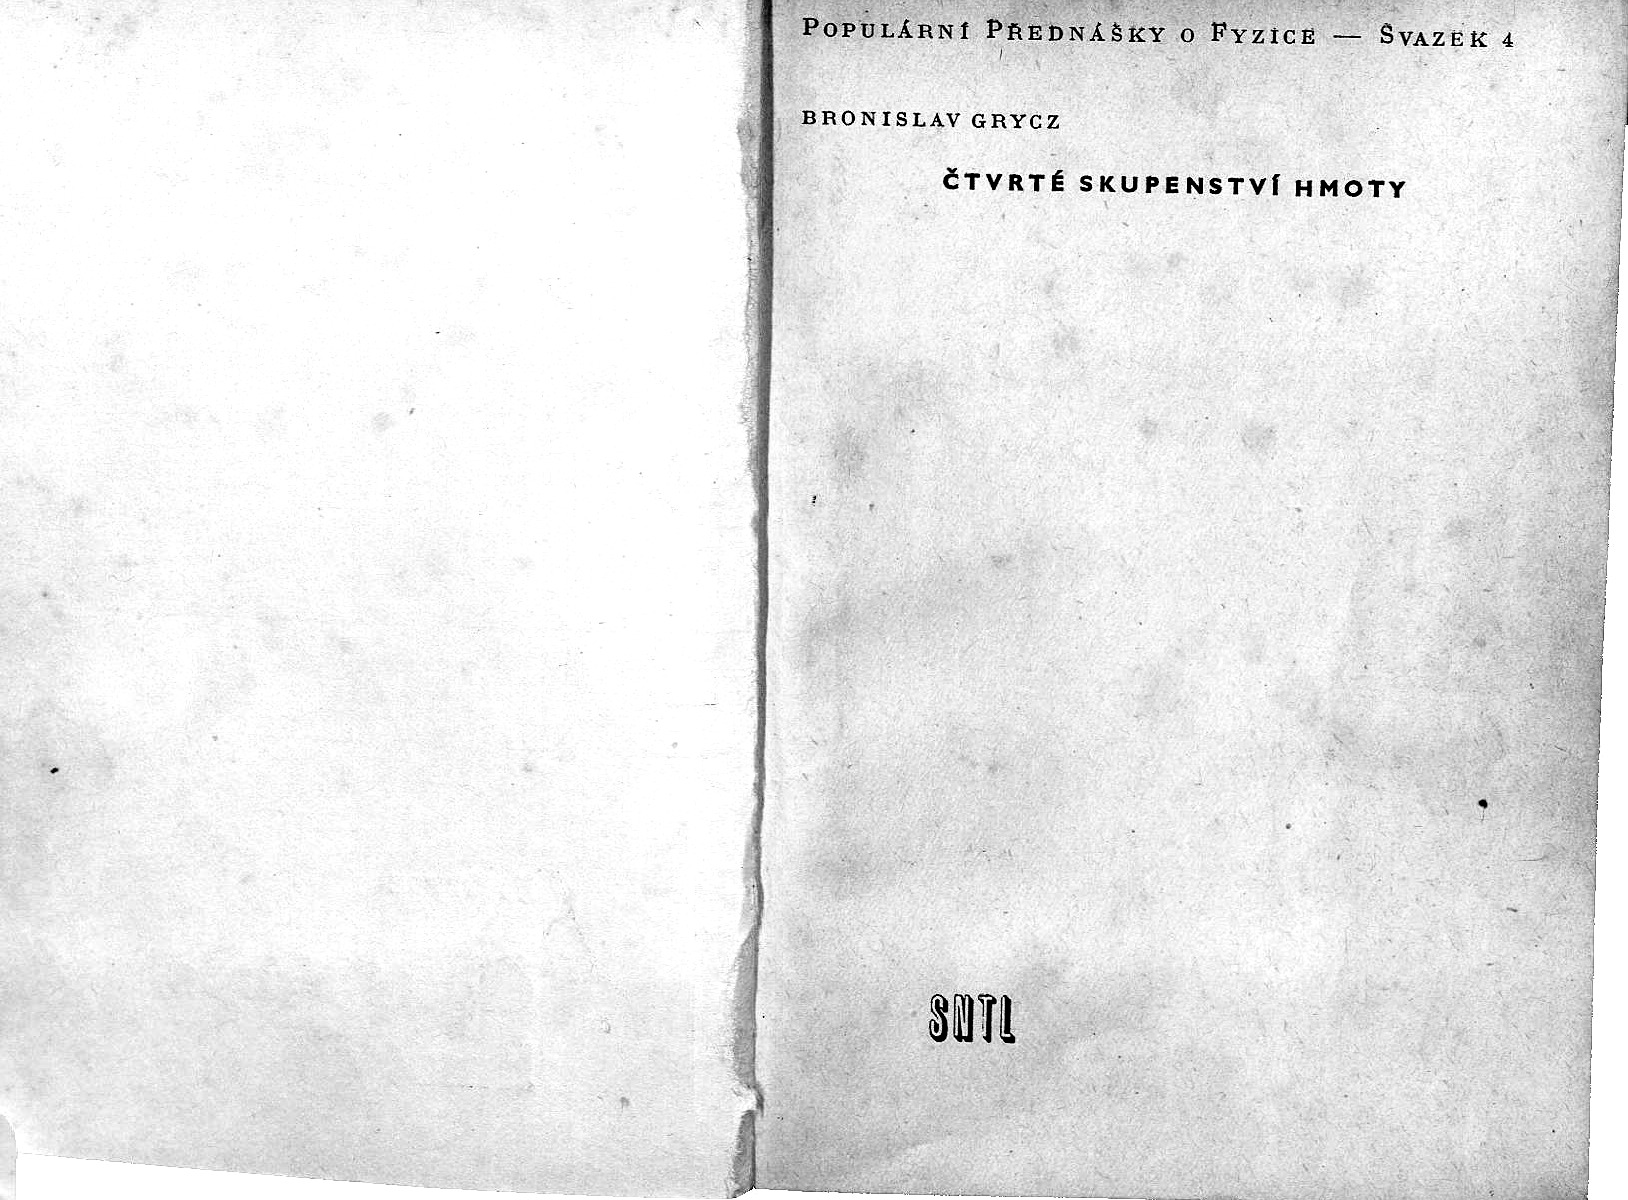 POPULÁRNÍ PŘEDNÁŠKY O FYZICE — SVAZEK 4
BRONISLAV GRYCZ
ČTVRTÉ SKUPENSTVÍ HMOTY
SNTL